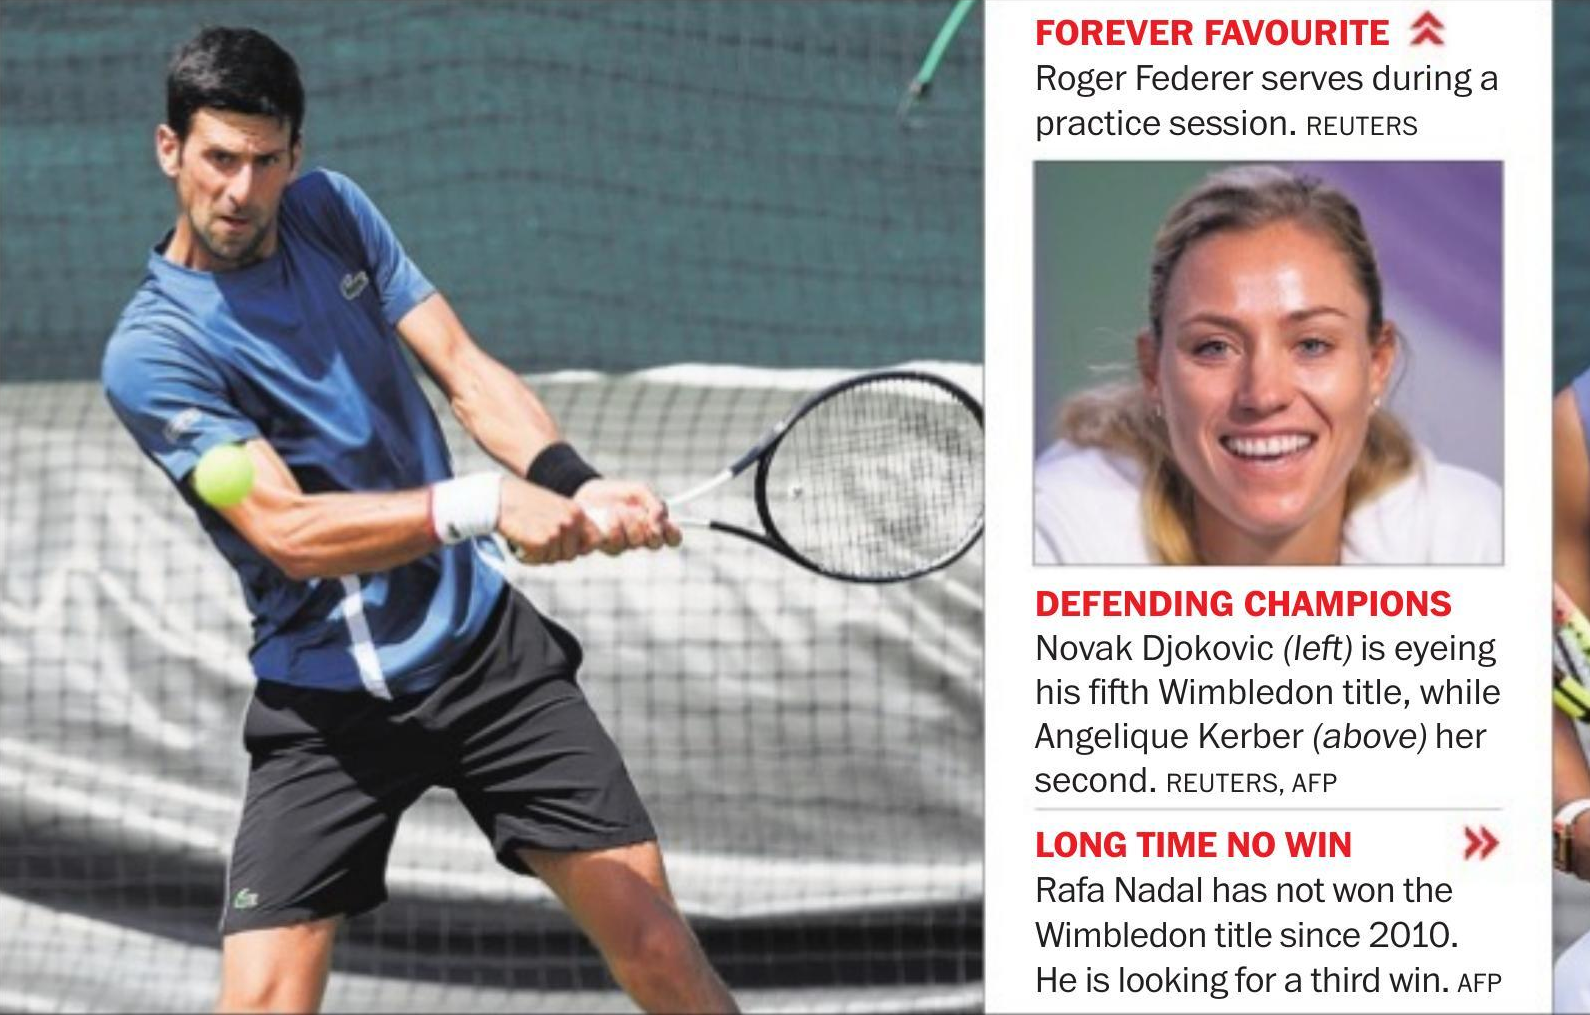 FOREVER FAVOURITE
Roger Federer serves during a
practice session. REUTERS
DEFENDING CHAMPIONS
Novak Djokovic (left) is eyeing
his fifth Wimbledon title, while
Angelique Kerber (above) her
second. REUTERS, AFP
LONG TIME NO WIN
Rafa Nadal has not won the
Wimbledon title since 2010.
He is looking for a third win. AFP